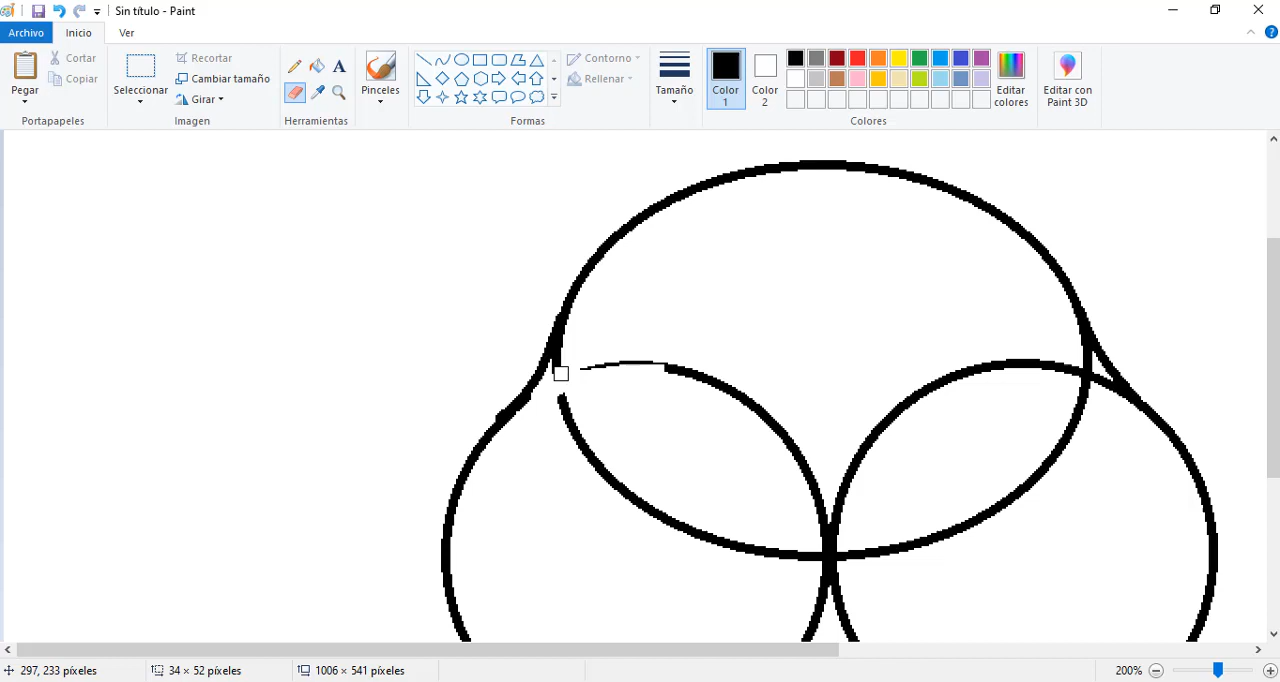 Sin título - Paint
Archivo Inicio Ver
Pegar
Cortar
Copiar
Portapapeles
Seleccionar
Recortar
Cambiar tamaño
Girar
Imagen
A
Herramientas
Pinceles
Contorno
Rellenar
Formas
Tamaño
Color
1
Color
2
Editar
colores
Colores
Editar con
Paint 3D
297, 233 píxeles
34 × 52 píxeles
1006 × 541 píxeles
200%